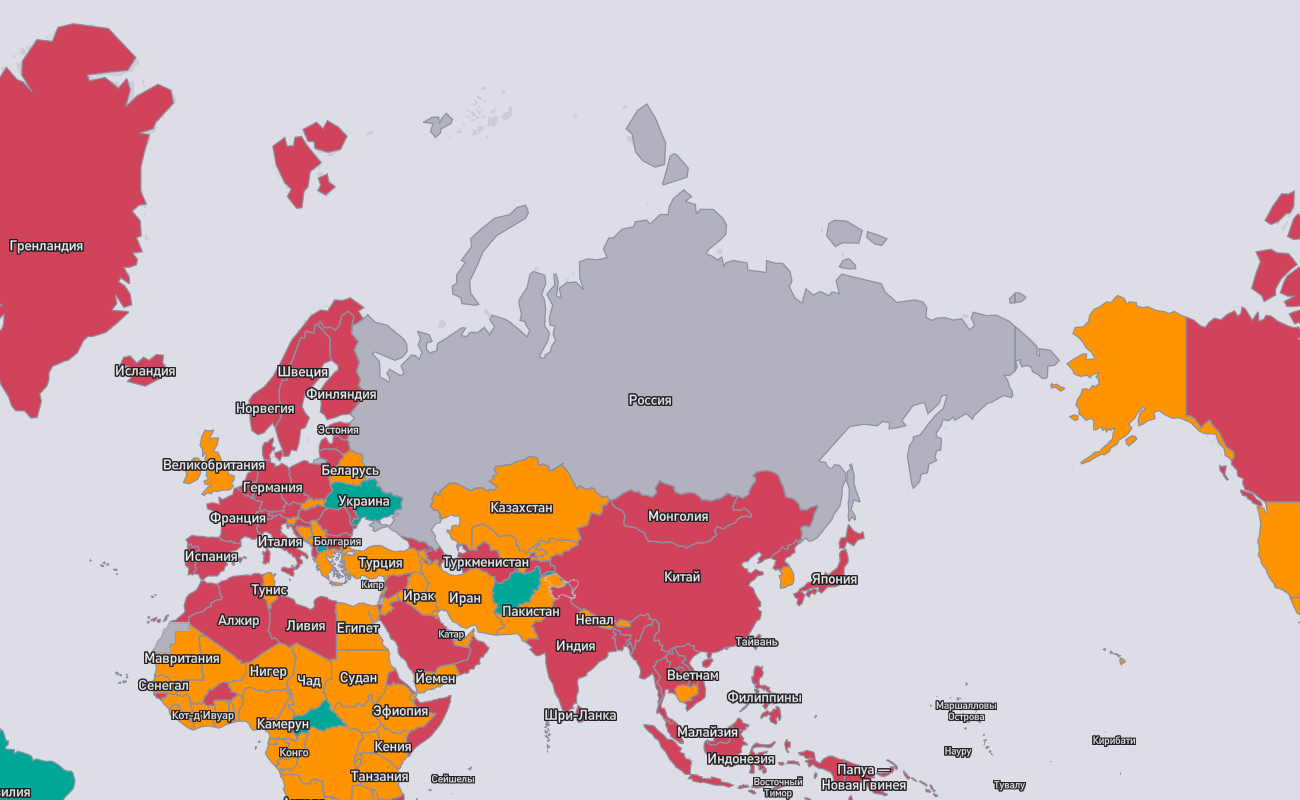 Гренландия
Исландия
Швеция
Финляндия
Норвегия
Россия
Эстония
Великобритания
Беларусь
Германия
Украина
Казахстан
Франция
Монголия
Италия
Болгария
Испания
Турция
Туркменистан
Китай
Япония
Тунис
Кипр
Ирак
Иран
Пакистан
Алжир
Ливия
Египет
Непал
Катар
Индия
Тайвань
Мавритания
Нигер
Чад
Судан
Йемен
Вьетнам
Сенегал
Филиппины
Кот-д’Ивуар
Эфиопия
Шри-Ланка
Маршалловы
Острова
Камерун
Малайзия
Конго
Кения
Науру
Кирибати
Индонезия
Танзания
Сейшелы
Папуа —
Новая Гвинея
Восточный
Тимор
Тувалу